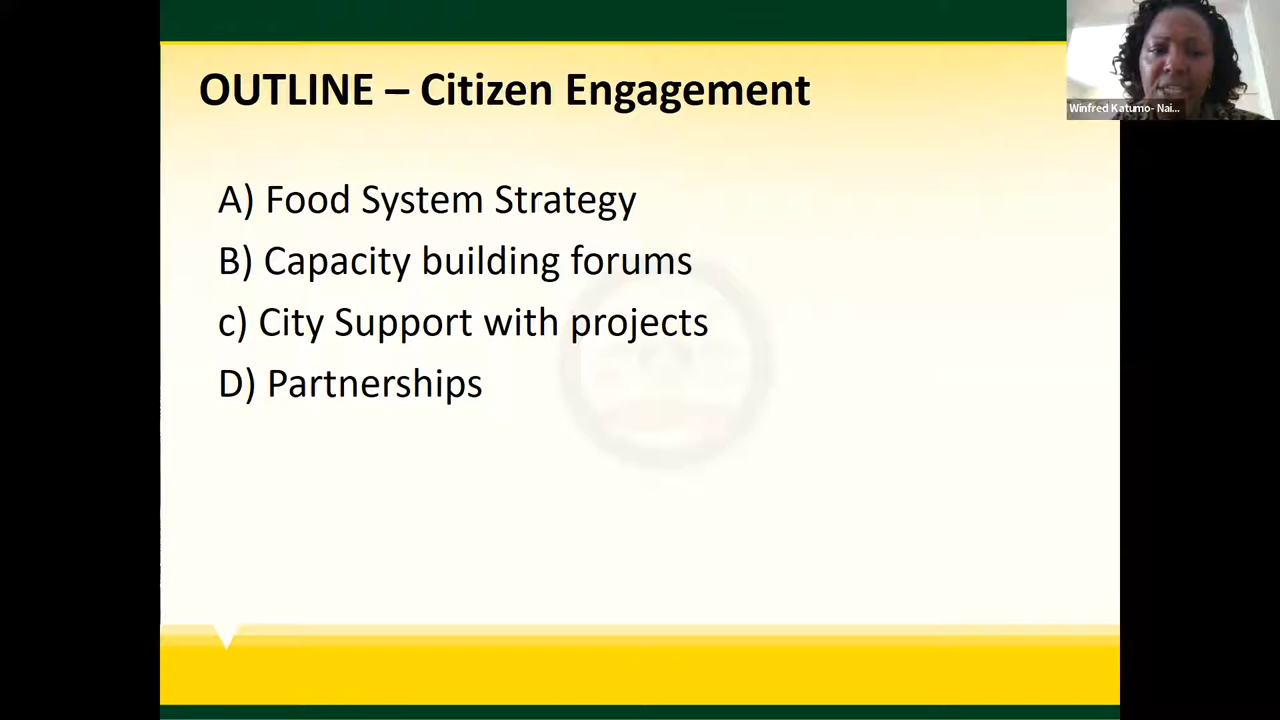 OUTLINE – Citizen Engagement
Winfred Katumo- Nai...
A) Food System Strategy
B) Capacity building forums
c) City Support with projects
D) Partnerships